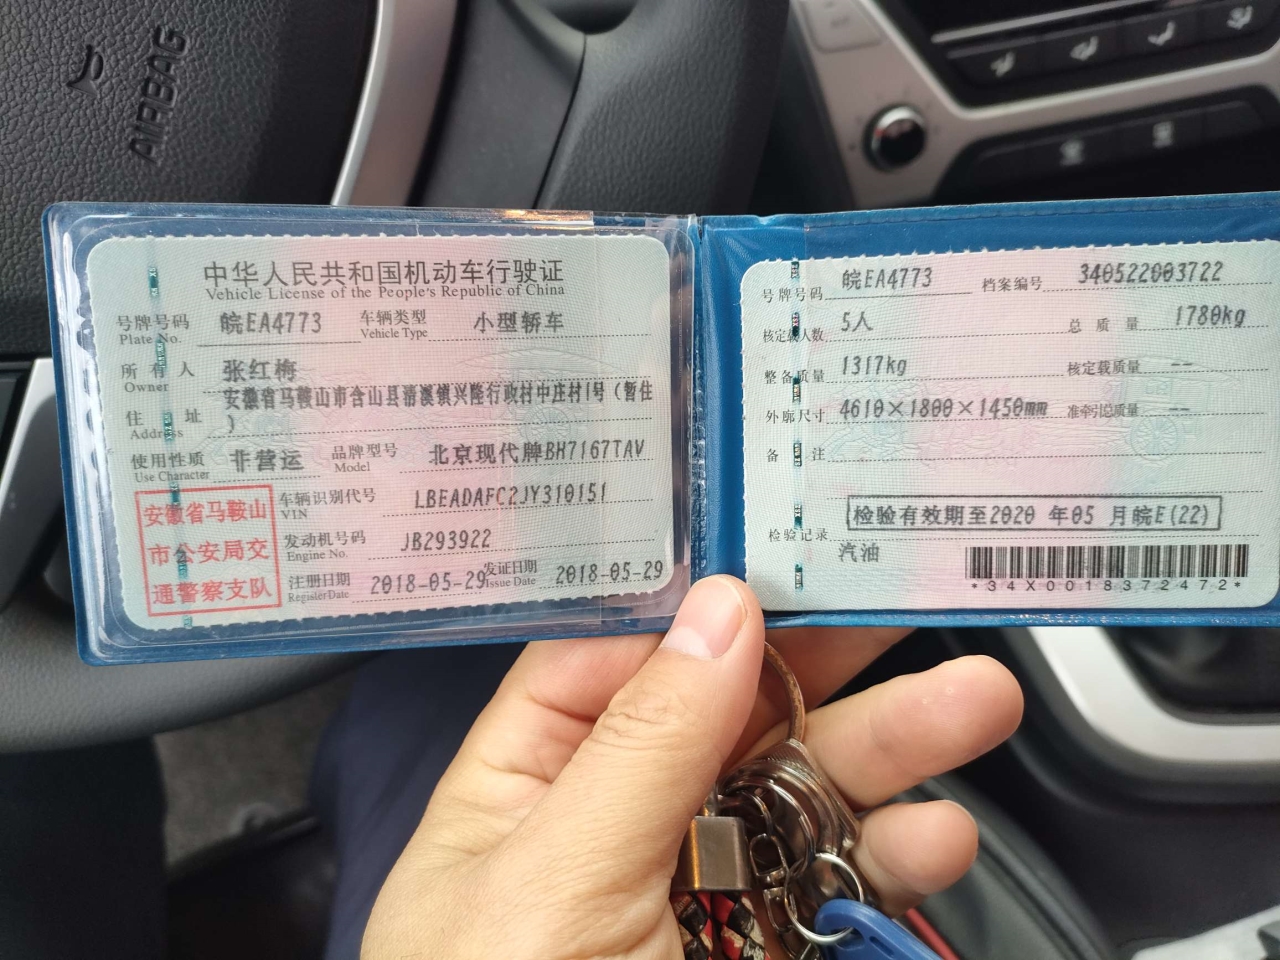 AIRBAG
中华人民共和国机动车行驶证
Vehicle License of the People's Republic of China
号牌号码 皖EA4773 车辆类型 小型轿车
Plate No. Vehicle Type
所有人 张红梅
Owner
安徽省马鞍山市含山县清溪镇兴隆行政村中庄村1号（暂住
住址 ）
Address
使用性质 非营运 品牌型号 北京现代牌BH7167TAV
Use Character Model
安徽省马鞍山
市公安局交
通警察支队
车辆识别代号 LBEADAFC2JY310151
VIN
发动机号码 JB293922
Engine No.
注册日期 2018-05-29 发证日期 2018-05-29
Register Date Issue Date
号牌号码 皖EA4773 档案编号 340522003722
核定载人数 5人 总质量 1780kg
整备质量 1317kg 核定载质量 --
外廓尺寸 4610×1800×1450mm 准牵引总质量 --
备注
检验有效期至2020 年05 月皖E(22)
检验记录
汽油
*34X0018372472*